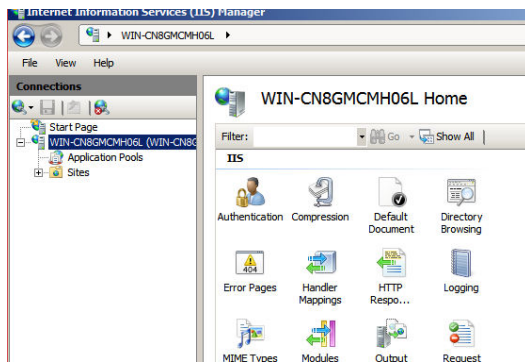 Internet Information Services (IIS) Manager
WIN-CN8GMCMH06L
File View Help
Connections
Start Page
WIN-CN8GMCMH06L (WIN-CN8G
Application Pools
Sites
WIN-CN8GMCMH06L Home
Filter: Go Show All
IIS
Authentication Compression Default Document Directory Browsing
404
Error Pages Handler Mappings HTTP Respo... Logging
MIME Types Modules Output Request